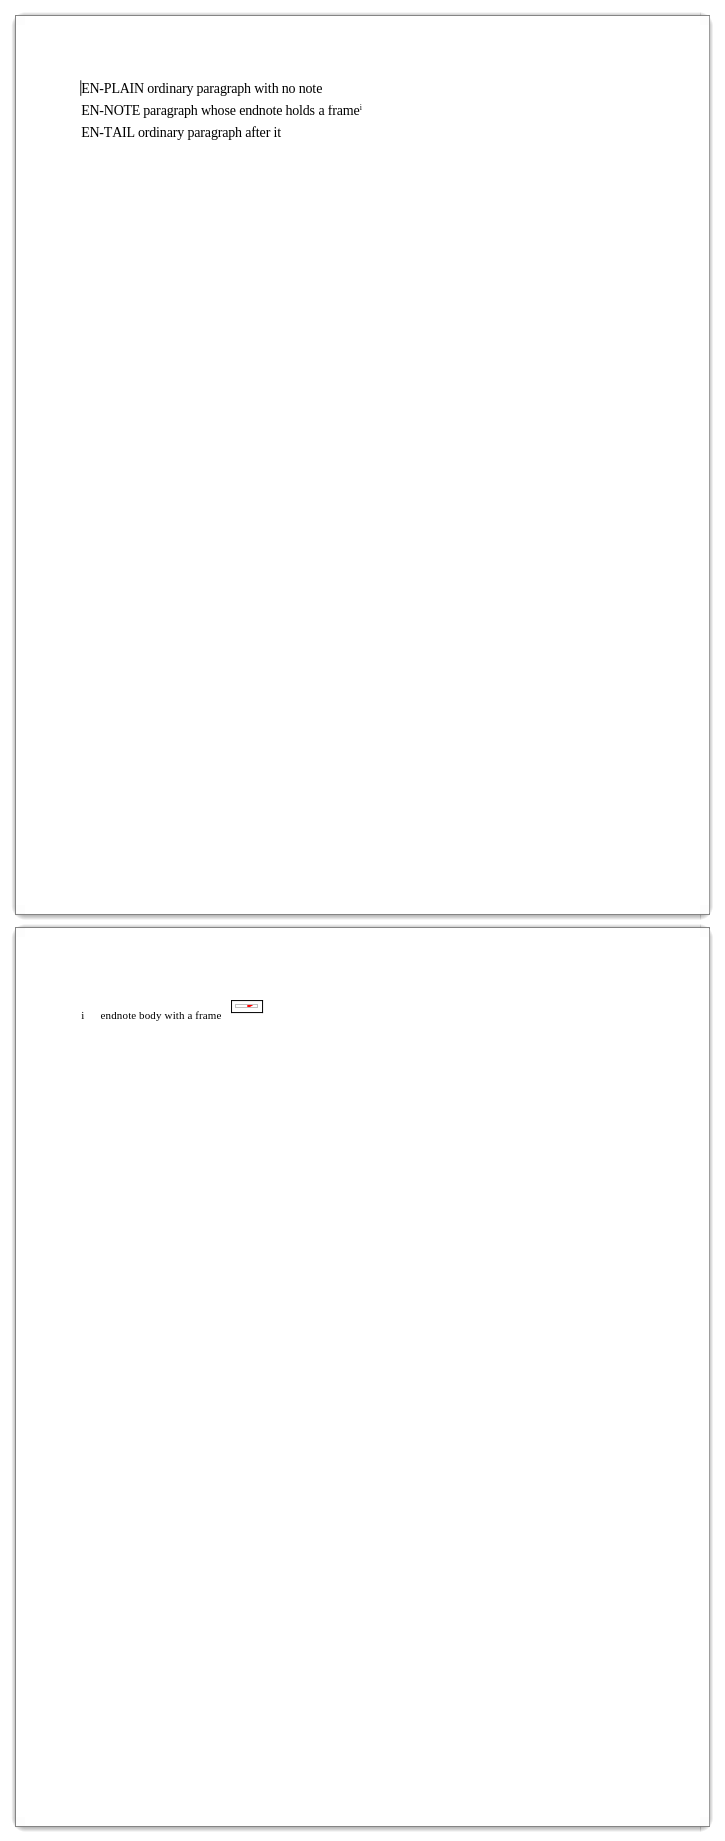 EN-PLAIN ordinary paragraph with no note
EN-NOTE paragraph whose endnote holds a frameⁱ
EN-TAIL ordinary paragraph after it
i endnote body with a frame